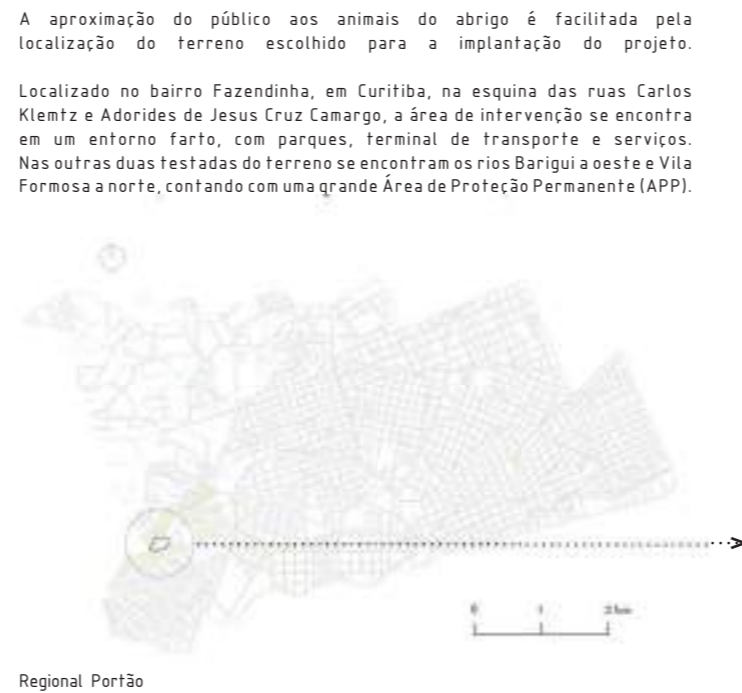 A aproximação do público aos animais do abrigo é facilitada pela
localização do terreno escolhido para a implantação do projeto.
Localizado no bairro Fazendinha, em Curitiba, na esquina das ruas Carlos
Klemtz e Adorides de Jesus Cruz Camargo, a área de intervenção se encontra
em um entorno farto, com parques, terminal de transporte e serviços.
Nas outras duas testadas do terreno se encontram os rios Barigui a oeste e Vila
Formosa a norte, contando com uma grande Área de Proteção Permanente (APP).
0 1 2 km
Regional Portão